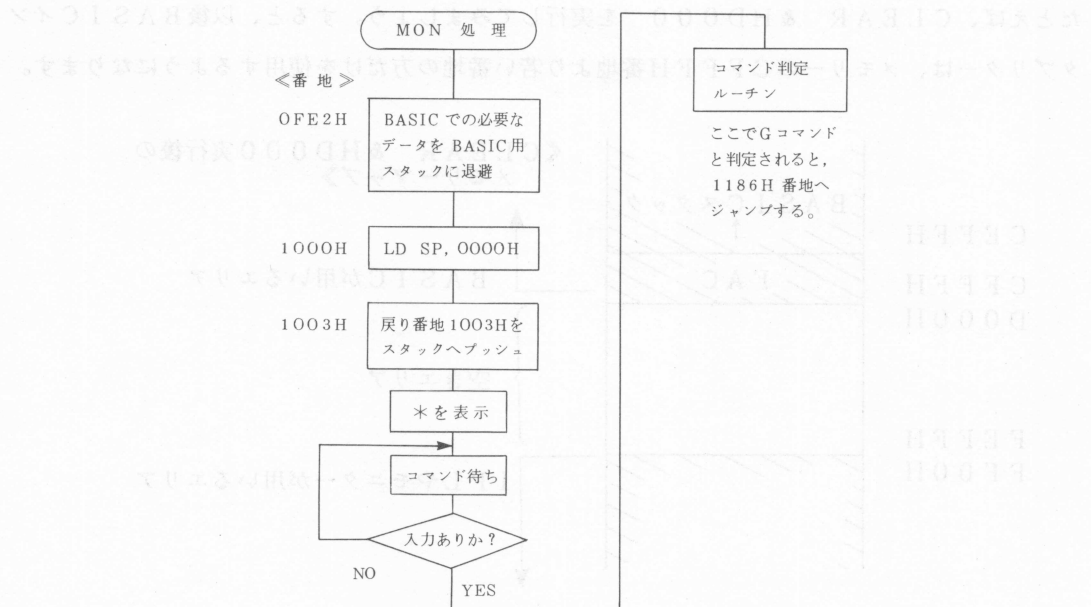 MON 処理
≪番地≫
0FE2H
BASIC での必要な
データを BASIC用
スタックに退避
1000H
LD SP, 0000H
1003H
戻り番地1003Hを
スタックへプッシュ
＊を表示
コマンド待ち
入力ありか？
NO
YES
コマンド判定
ルーチン
ここでGコマンド
と判定されると，
1186H 番地へ
ジャンプする。